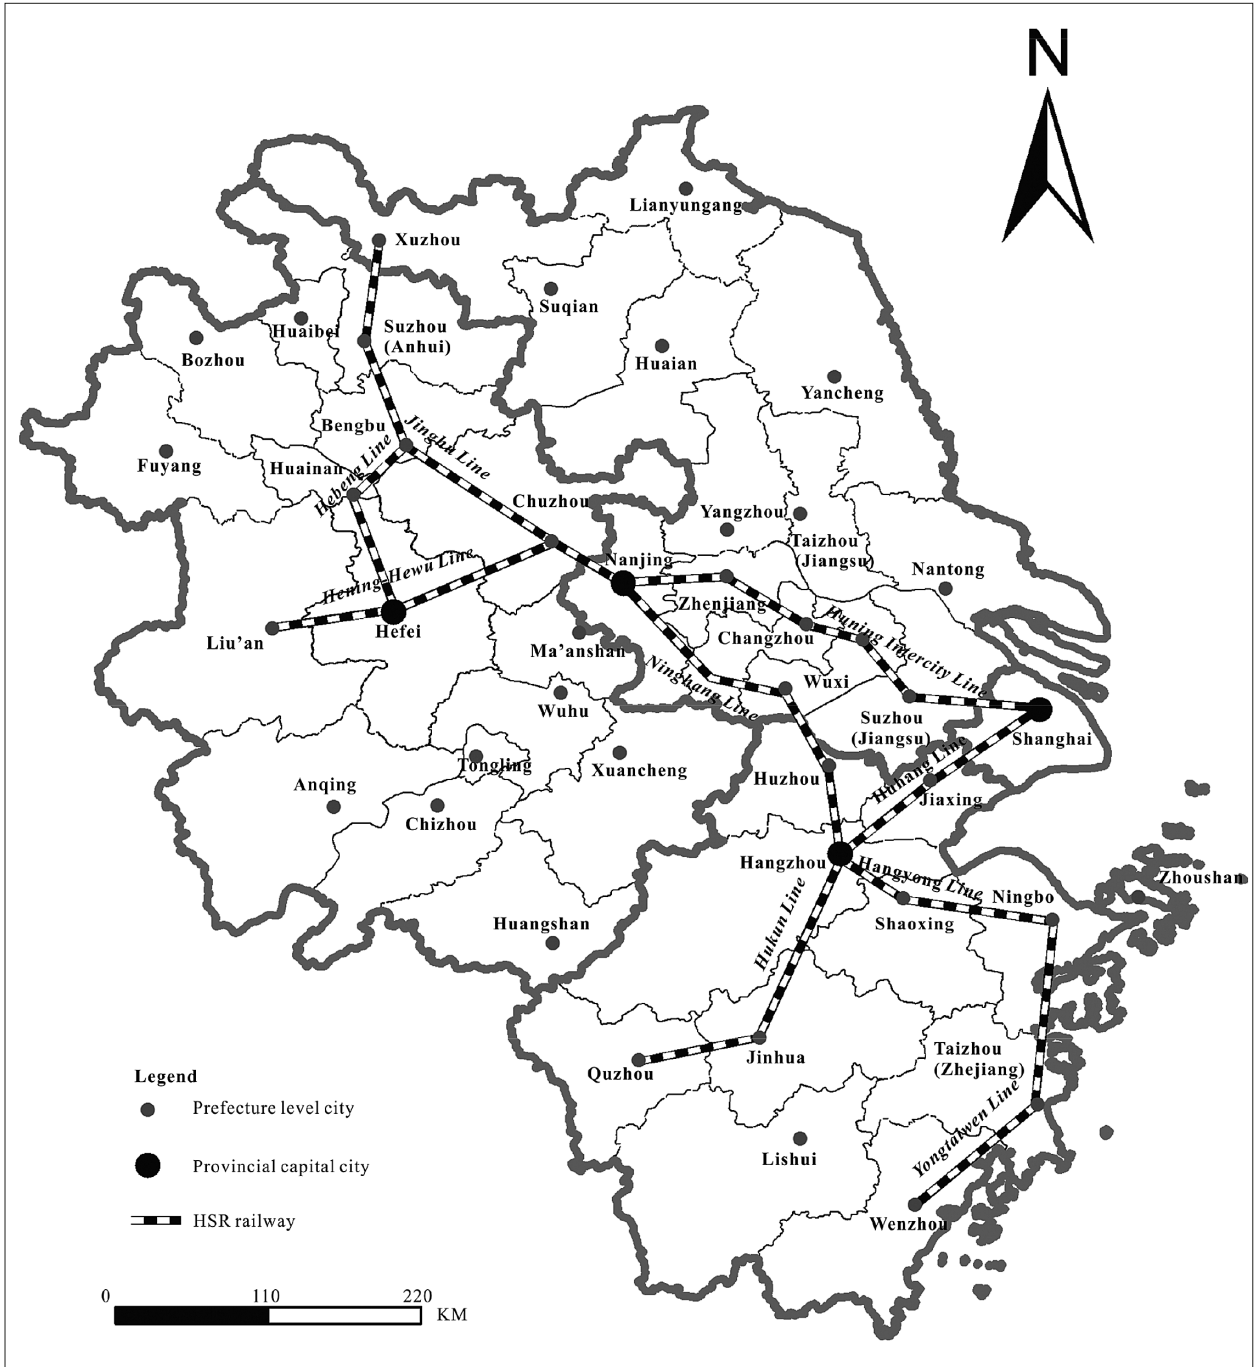 N
Lianyungang
Xuzhou
Suqian
Huaibei
Suzhou
(Anhui)
Bozhou
Huaian
Yancheng
Bengbu
Jinghu Line
Hebeng Line
Fuyang
Huainan
Chuzhou
Yangzhou
Taizhou
(Jiangsu)
Nanjing
Nantong
Hening-Hewu Line
Zhenjiang
Hefei
Liu'an
Changzhou
Huning Intercity Line
Ma'anshan
Ninghang Line
Wuxi
Wuhu
Suzhou
(Jiangsu)
Shanghai
Tongling
Xuancheng
Huzhou
Huhang Line
Anqing
Jiaxing
Chizhou
Hangzhou
Hangyong Line
Ningbo
Zhoushan
Huangshan
Hukun Line
Shaoxing
Taizhou
(Zhejiang)
Jinhua
Quzhou
Yongtaiwen Line
Lishui
Wenzhou
Legend
Prefecture level city
Provincial capital city
HSR railway
0 110 220
KM